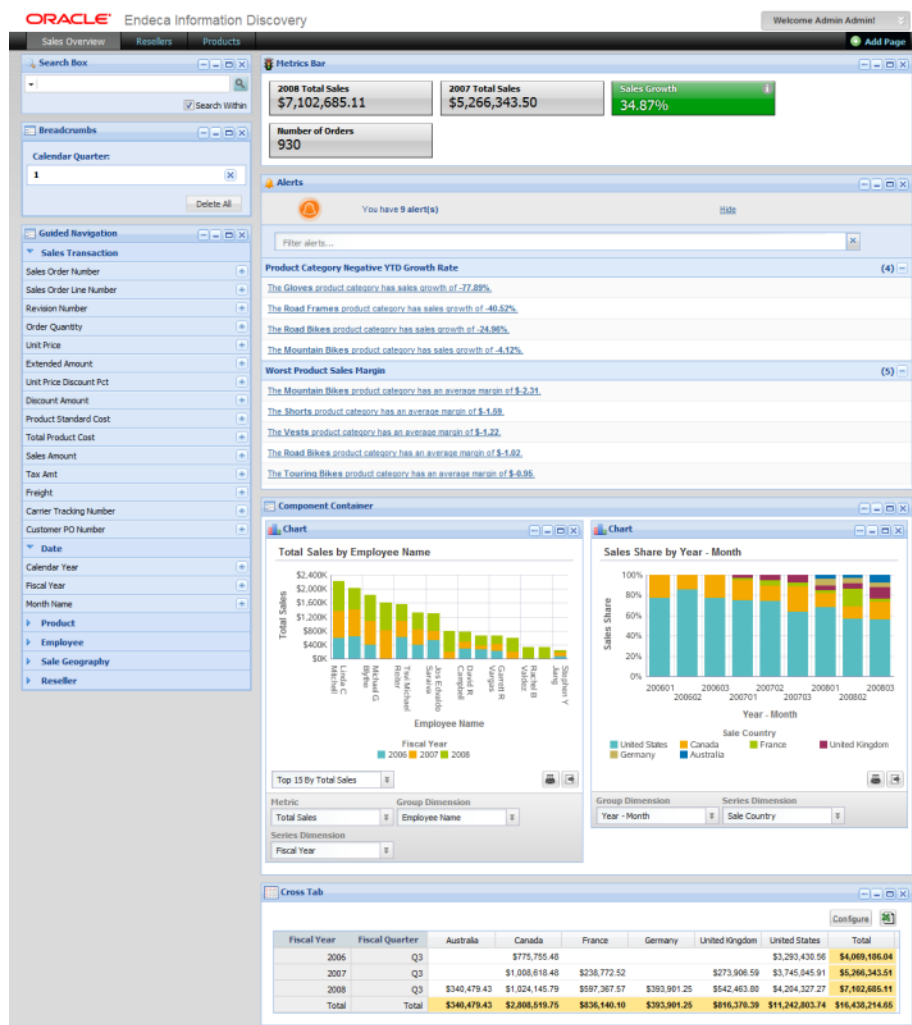 ORACLE Endeca Information Discovery
Welcome Admin Admin!
Sales Overview Resellers Products
Add Page
Search Box
Search Within
Breadcrumbs
Calendar Quarter:
1
Delete All
Guided Navigation
Sales Transaction
Sales Order Number
Sales Order Line Number
Revision Number
Order Quantity
Unit Price
Extended Amount
Unit Price Discount Pct
Discount Amount
Product Standard Cost
Total Product Cost
Sales Amount
Tax Amt
Freight
Carrier Tracking Number
Customer PO Number
Date
Calendar Year
Fiscal Year
Month Name
Product
Employee
Sale Geography
Reseller
Metrics Bar
2008 Total Sales
$7,102,685.11
2007 Total Sales
$5,266,343.50
Sales Growth
34.87%
Number of Orders
930
Alerts
You have 9 alert(s)
Hide
Filter alerts...
Product Category Negative YTD Growth Rate (4)
The Gloves product category has sales growth of -77.89%.
The Road Frames product category has sales growth of -40.52%.
The Road Bikes product category has sales growth of -24.96%.
The Mountain Bikes product category has sales growth of -4.12%.
Worst Product Sales Margin (5)
The Mountain Bikes product category has an average margin of $-2.31.
The Shorts product category has an average margin of $-1.59.
The Vests product category has an average margin of $-1.22.
The Road Bikes product category has an average margin of $-1.02.
The Touring Bikes product category has an average margin of $-0.95.
Component Container
Chart
Total Sales by Employee Name
Total Sales
$2,400K
$2,000K
$1,600K
$1,200K
$800K
$400K
$0K
Linda C Mitchell
Michael G Blythe
Tsvi Michael Reiter
Jos Edvaldo Saraiva
David R Campbell
Garrett R Vargas
Rachel B Valdez
Stephen Y Jiang
Employee Name
Fiscal Year
2006 2007 2008
Top 15 By Total Sales
Metric Group Dimension
Total Sales Employee Name
Series Dimension
Fiscal Year
Chart
Sales Share by Year - Month
Sales Share
100%
80%
60%
40%
20%
0%
200601 200603 200702 200801 200803
200602 200701 200703 200802
Year - Month
Sale Country
United States Canada France United Kingdom
Germany Australia
Group Dimension Series Dimension
Year - Month Sale Country
Cross Tab
Configure
Fiscal Year Fiscal Quarter Australia Canada France Germany United Kingdom United States Total
2006 Q3 $775,755.48 $3,293,430.56 $4,069,186.04
2007 Q3 $1,008,618.48 $238,772.52 $273,906.59 $3,745,045.91 $5,266,343.51
2008 Q3 $340,479.43 $1,024,145.79 $597,367.57 $393,901.25 $542,463.80 $4,204,327.27 $7,102,685.11
Total Total $340,479.43 $2,808,519.75 $836,140.10 $393,901.25 $816,370.39 $11,242,803.74 $16,438,214.65